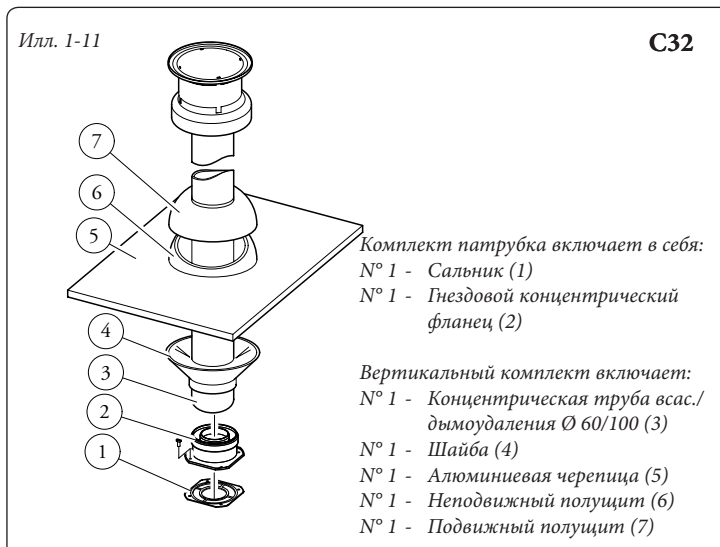 Илл. 1-11
C32
7
6
5
4
3
2
1
Комплект патрубка включает в себя:
N° 1 - Сальник (1)
N° 1 - Гнездовой концентрический
фланец (2)
Вертикальный комплект включает:
N° 1 - Концентрическая труба всас./
дымоудаления Ø 60/100 (3)
N° 1 - Шайба (4)
N° 1 - Алюминиевая черепица (5)
N° 1 - Неподвижный полущит (6)
N° 1 - Подвижный полущит (7)